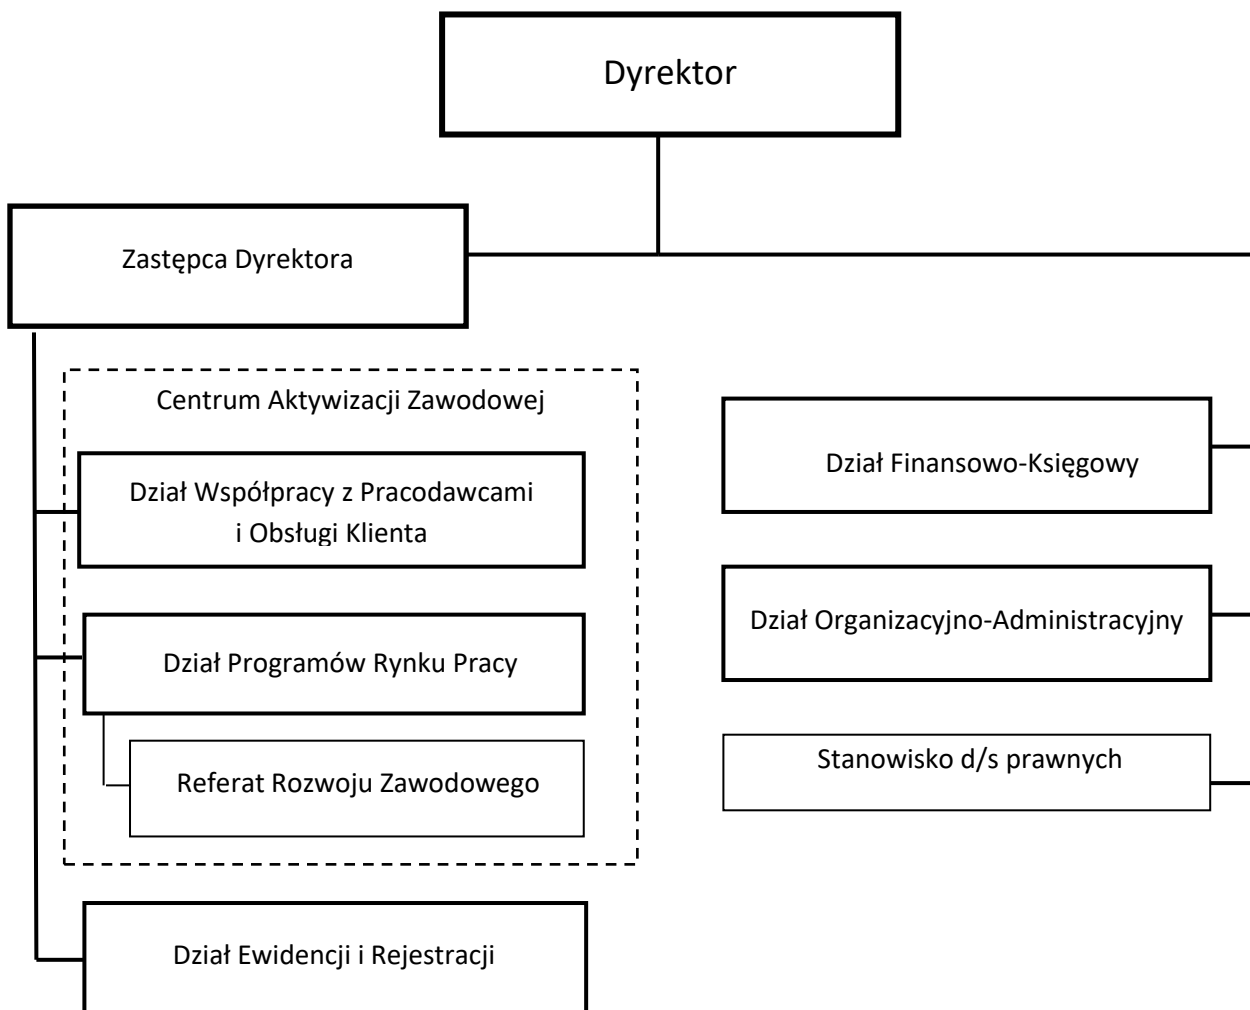 Dyrektor
Zastępca Dyrektora
Centrum Aktywizacji Zawodowej
Dział Współpracy z Pracodawcami
i Obsługi Klienta
Dział Programów Rynku Pracy
Referat Rozwoju Zawodowego
Dział Ewidencji i Rejestracji
Dział Finansowo-Księgowy
Dział Organizacyjno-Administracyjny
Stanowisko d/s prawnych